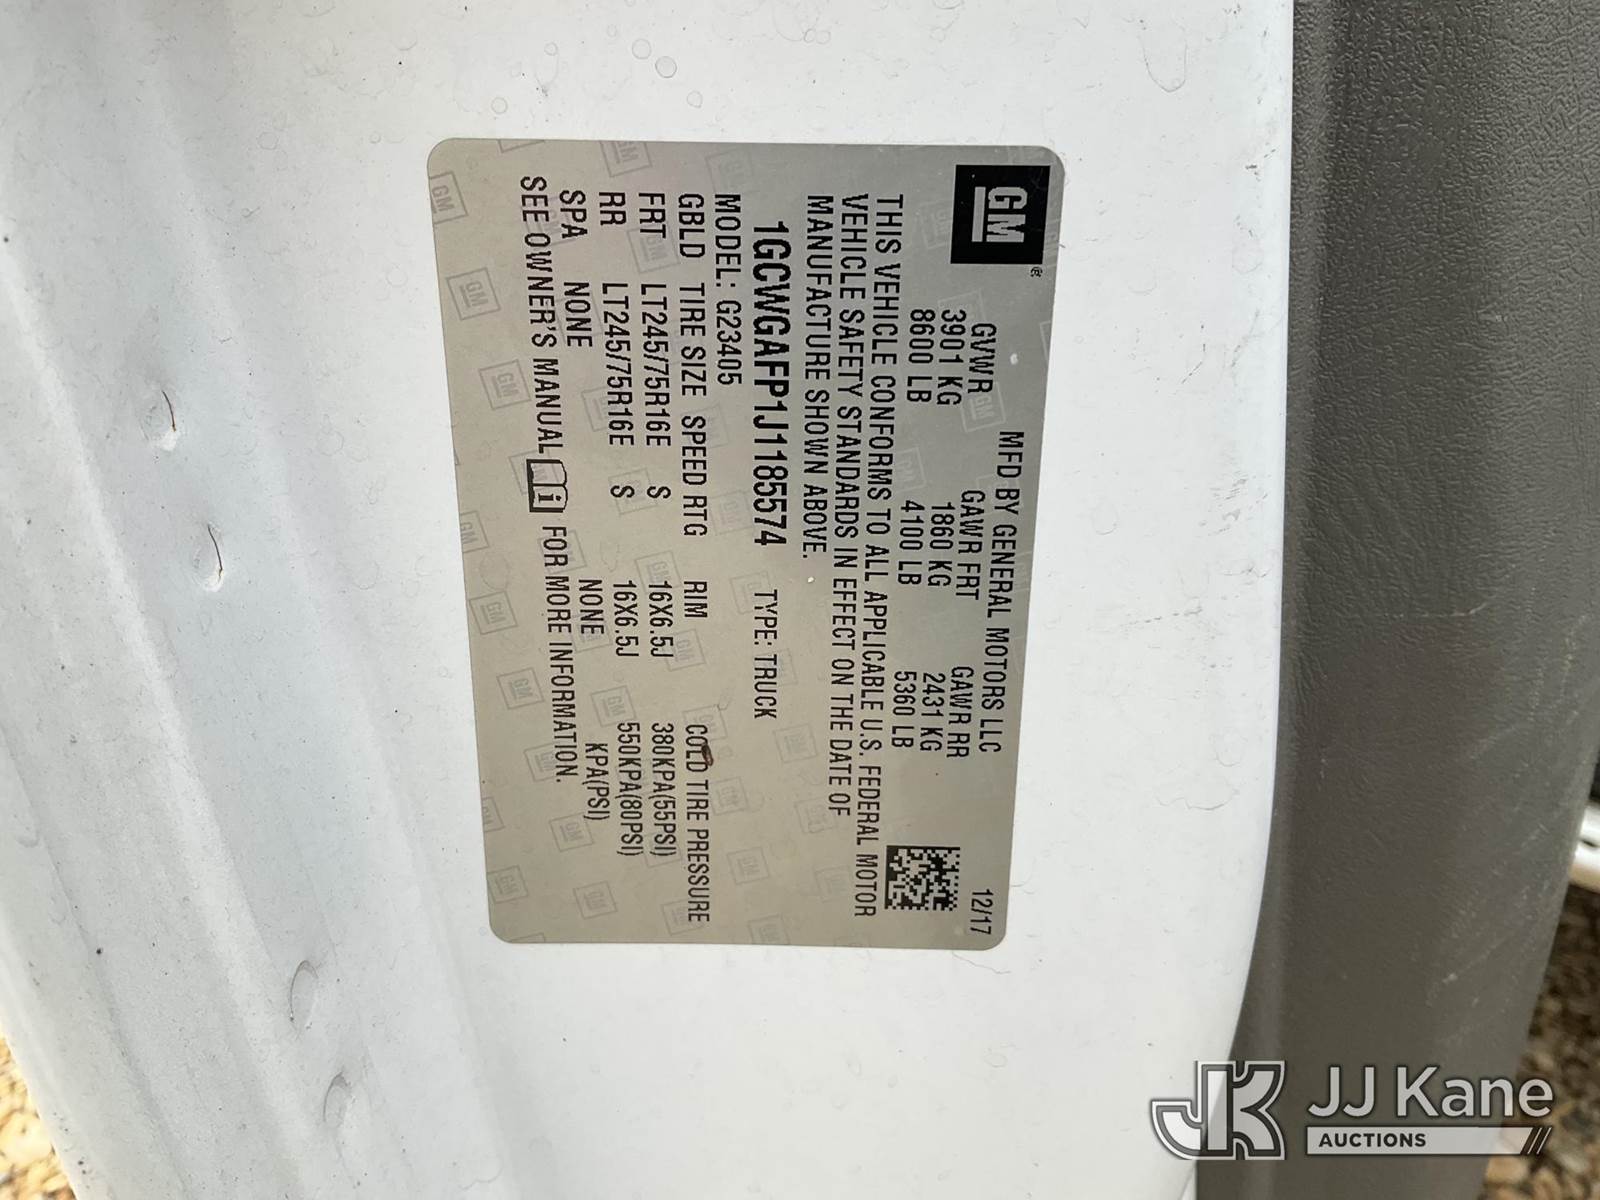 GM®
MFD BY GENERAL MOTORS LLC 12/17
GVWR GAWR FRT GAWR RR
3901 KG 1860 KG 2431 KG
8600 LB 4100 LB 5360 LB
THIS VEHICLE CONFORMS TO ALL APPLICABLE U.S. FEDERAL MOTOR
VEHICLE SAFETY STANDARDS IN EFFECT ON THE DATE OF
MANUFACTURE SHOWN ABOVE.
1GCWGAFP1J1185574 TYPE: TRUCK
MODEL: G23405
GBLD TIRE SIZE SPEED RTG RIM COLD TIRE PRESSURE
FRT LT245/75R16E S 16X6.5J 380KPA(55PSI)
RR LT245/75R16E S 16X6.5J 550KPA(80PSI)
SPA NONE NONE KPA(PSI)
SEE OWNER'S MANUAL i FOR MORE INFORMATION.
JK JJ Kane
AUCTIONS